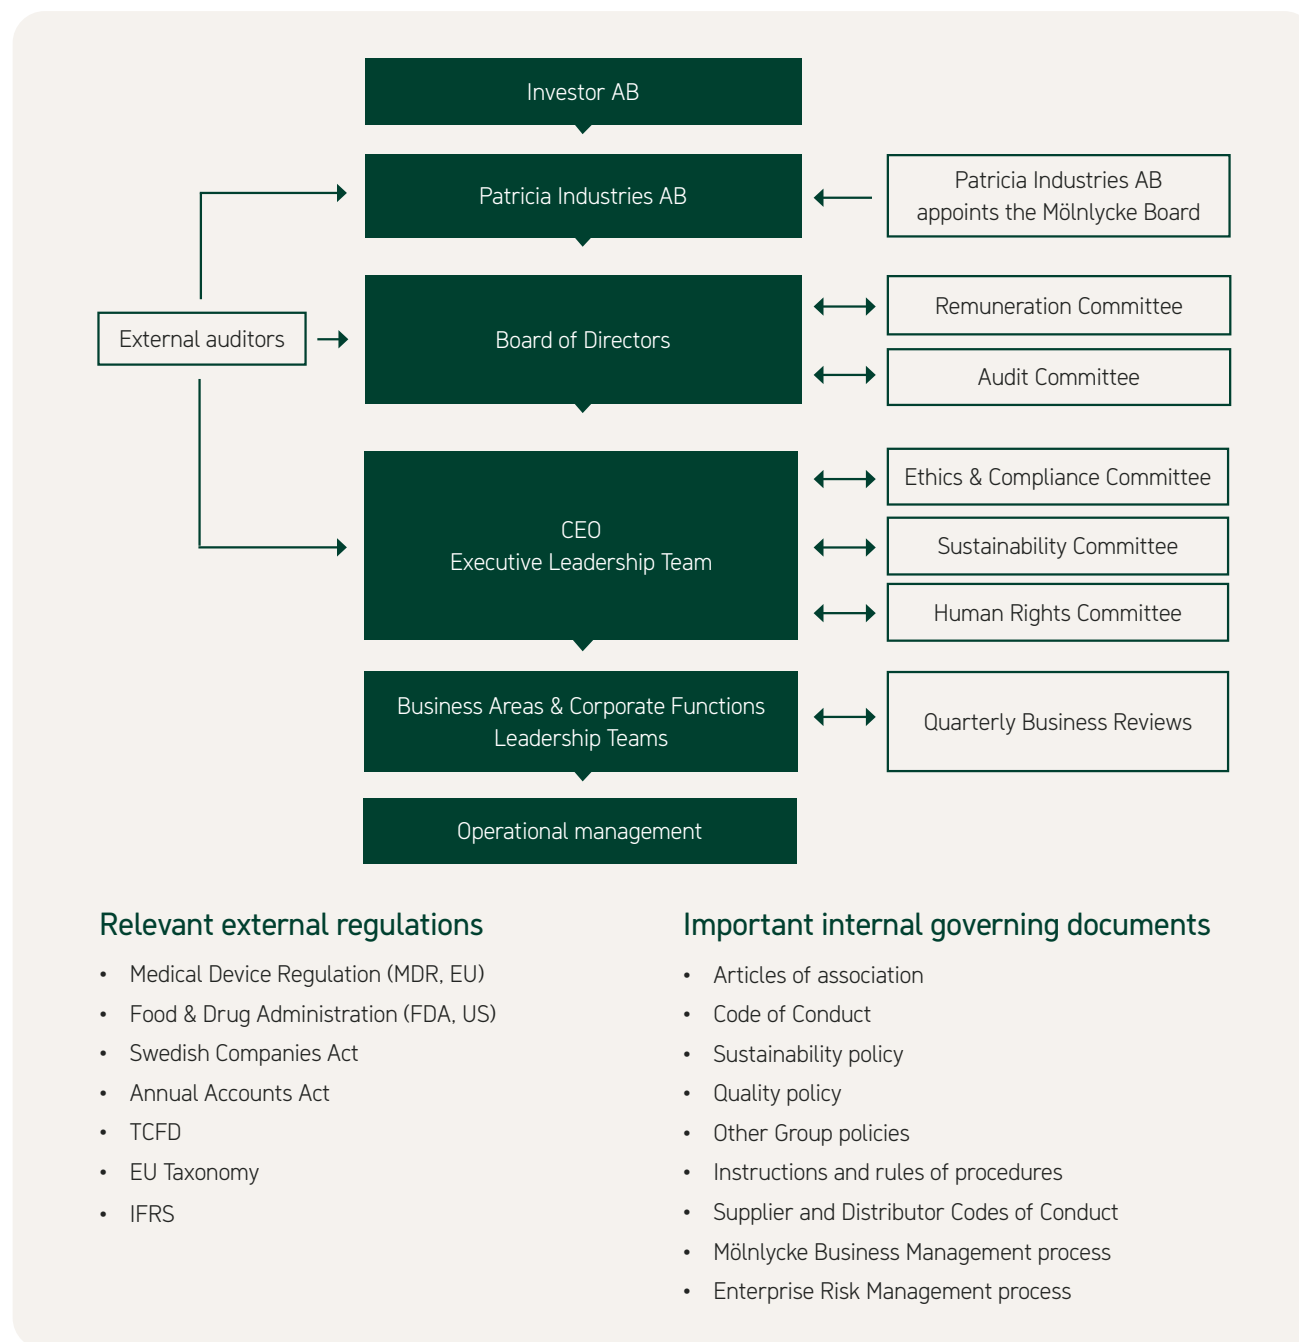 Investor AB
Patricia Industries AB
Patricia Industries AB
appoints the Mölnlycke Board
External auditors
Board of Directors
Remuneration Committee
Audit Committee
CEO
Executive Leadership Team
Ethics & Compliance Committee
Sustainability Committee
Human Rights Committee
Business Areas & Corporate Functions
Leadership Teams
Quarterly Business Reviews
Operational management
Relevant external regulations
• Medical Device Regulation (MDR, EU)
• Food & Drug Administration (FDA, US)
• Swedish Companies Act
• Annual Accounts Act
• TCFD
• EU Taxonomy
• IFRS
Important internal governing documents
• Articles of association
• Code of Conduct
• Sustainability policy
• Quality policy
• Other Group policies
• Instructions and rules of procedures
• Supplier and Distributor Codes of Conduct
• Mölnlycke Business Management process
• Enterprise Risk Management process